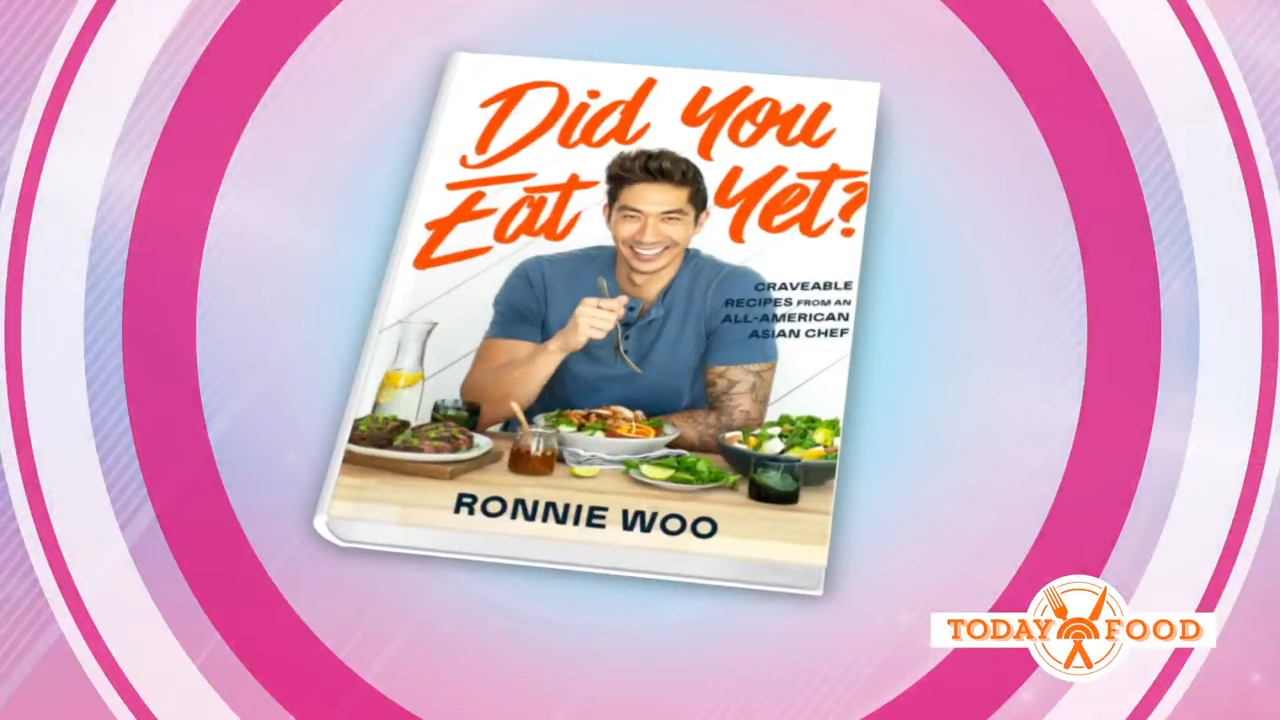 Did You
Eat Yet?
CRAVEABLE
RECIPES FROM AN
ALL-AMERICAN
ASIAN CHEF
RONNIE WOO
TODAY FOOD